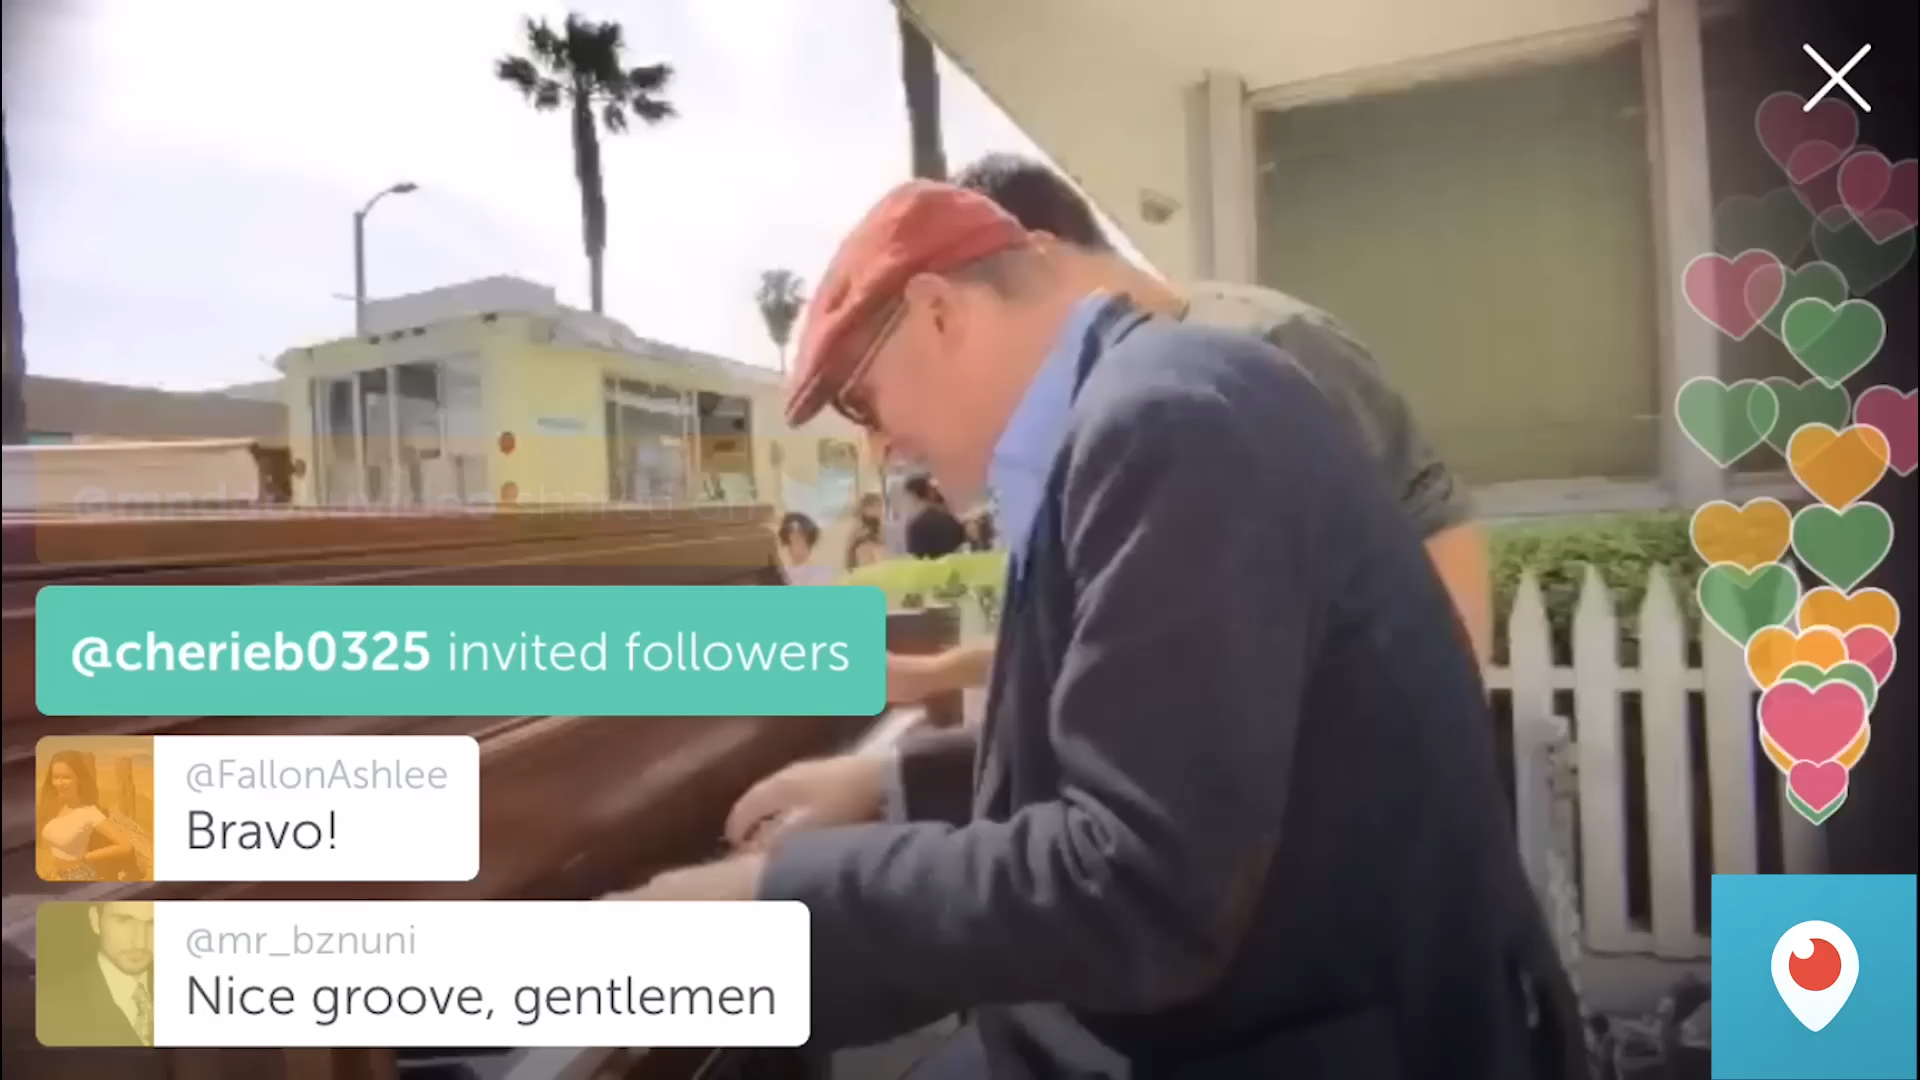 @cherieb0325 invited followers
@FallonAshlee
Bravo!
@mr_bznuni
Nice groove, gentlemen